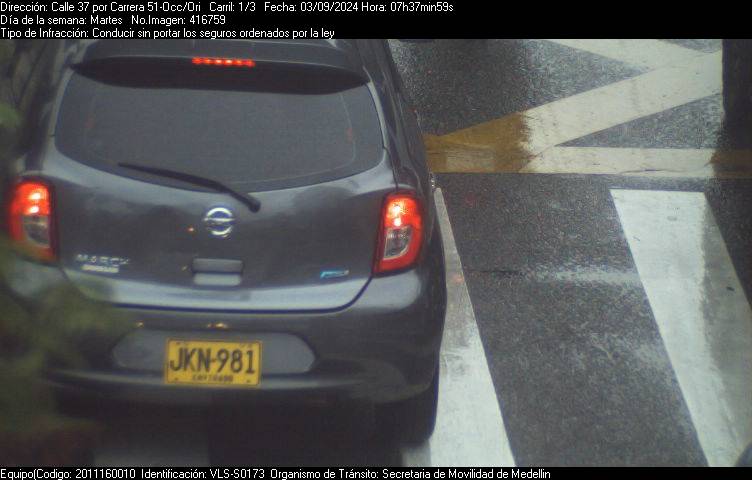 Dirección: Calle 37 por Carrera 51-Occ/Ori Carril: 1/3 Fecha: 03/09/2024 Hora: 07h37min59s
Día de la semana: Martes No.Imagen: 416759
Tipo de Infracción: Conducir sin portar los seguros ordenados por la ley
MARCH
JKN-981
ENVIGADO
Equipo(Codigo: 2011160010 Identificación: VLS-S0173 Organismo de Tránsito: Secretaria de Movilidad de Medellin